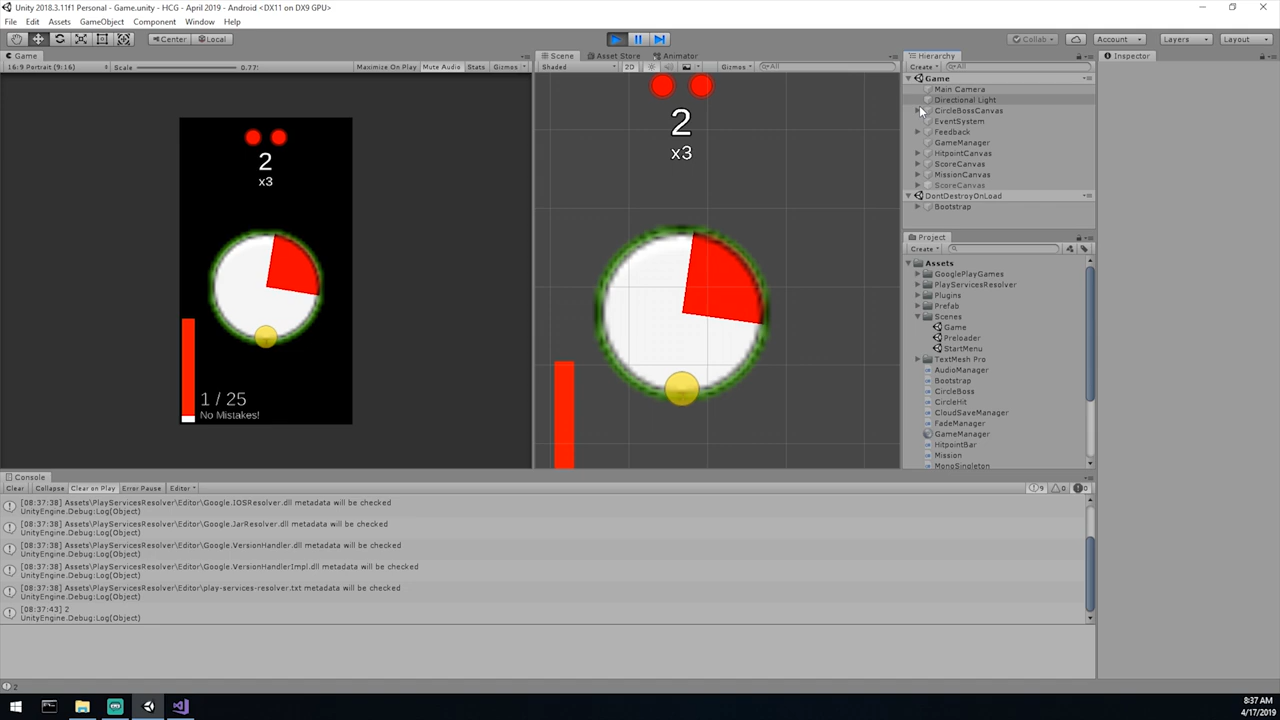 Unity 2018.3.11f1 Personal - Game.unity - HCG - April 2019 - Android <DX11 on DX9 GPU>
File Edit Assets GameObject Component Window Help
Center Local Collab Account Layers Layout
Game
16:9 Portrait (9:16) Scale 0.77: Maximize On Play Mute Audio Stats Gizmos
2
x3
1 / 25
No Mistakes!
Scene Asset Store Animator
Shaded 2D Gizmos All
2
x3
Hierarchy
Create All
Game
Main Camera
Directional Light
CircleBossCanvas
EventSystem
Feedback
GameManager
HitpointCanvas
ScoreCanvas
MissionCanvas
ScoreCanvas
DontDestroyOnLoad
Bootstrap
Project
Create
Assets
GooglePlayGames
PlayServicesResolver
Plugins
Prefab
Scenes
Game
Preloader
StartMenu
TextMesh Pro
AudioManager
Bootstrap
CircleBoss
CircleHit
CloudSaveManager
FadeManager
GameManager
HitpointBar
Mission
MonoSingleton
Inspector
Console
Clear Collapse Clear on Play Error Pause Editor 9 0 0
[08:37:38] Assets\PlayServicesResolver\Editor\Google.IOSResolver.dll metadata will be checked
UnityEngine.Debug:Log(Object)
[08:37:38] Assets\PlayServicesResolver\Editor\Google.JarResolver.dll metadata will be checked
UnityEngine.Debug:Log(Object)
[08:37:38] Assets\PlayServicesResolver\Editor\Google.VersionHandler.dll metadata will be checked
UnityEngine.Debug:Log(Object)
[08:37:38] Assets\PlayServicesResolver\Editor\Google.VersionHandlerImpl.dll metadata will be checked
UnityEngine.Debug:Log(Object)
[08:37:38] Assets\PlayServicesResolver\Editor\play-services-resolver.txt metadata will be checked
UnityEngine.Debug:Log(Object)
[08:37:43] 2
UnityEngine.Debug:Log(Object)
2
8:37 AM
4/17/2019